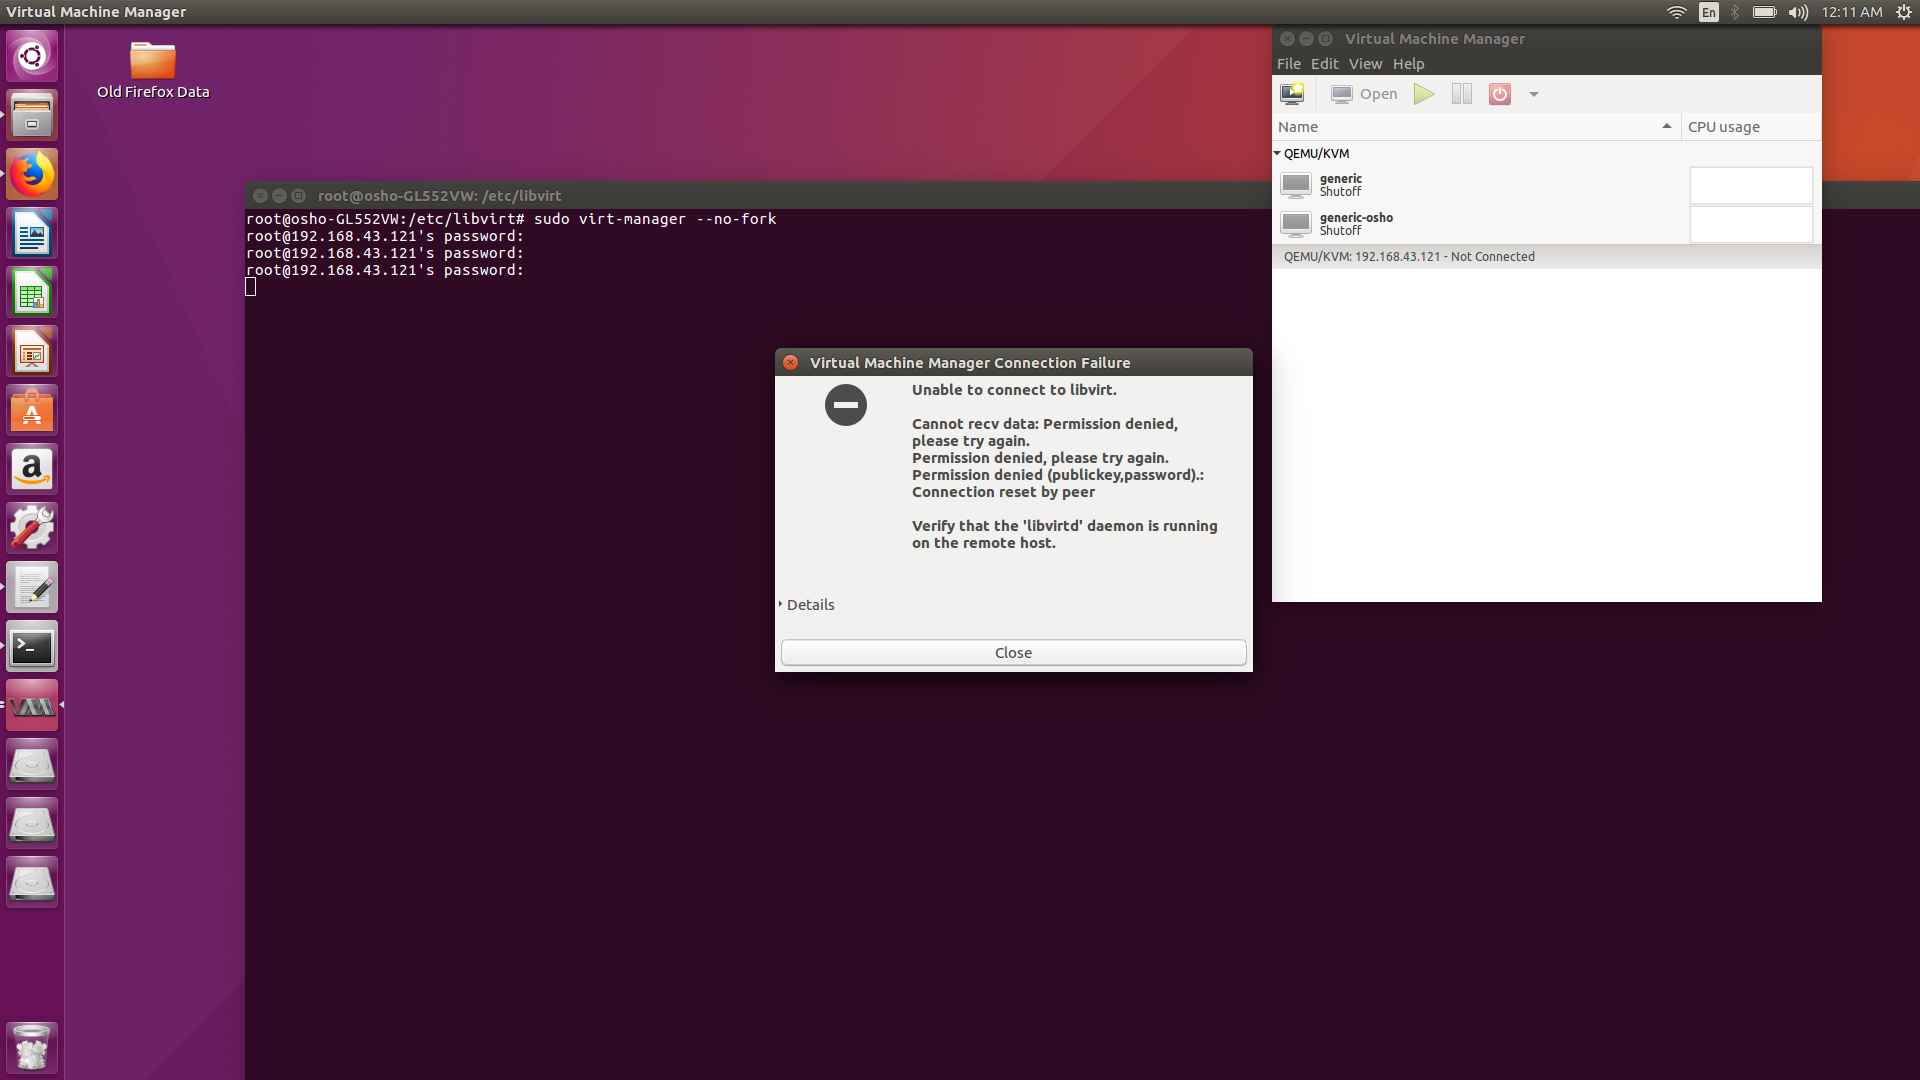 Virtual Machine Manager
En
12:11 AM
Old Firefox Data
Virtual Machine Manager
File Edit View Help
Open
Name
CPU usage
QEMU/KVM
generic
Shutoff
generic-osho
Shutoff
QEMU/KVM: 192.168.43.121 - Not Connected
root@osho-GL552VW: /etc/libvirt
root@osho-GL552VW:/etc/libvirt# sudo virt-manager --no-fork
root@192.168.43.121's password:
root@192.168.43.121's password:
root@192.168.43.121's password:
Virtual Machine Manager Connection Failure
Unable to connect to libvirt.
Cannot recv data: Permission denied,
please try again.
Permission denied, please try again.
Permission denied (publickey,password).:
Connection reset by peer
Verify that the 'libvirtd' daemon is running
on the remote host.
Details
Close